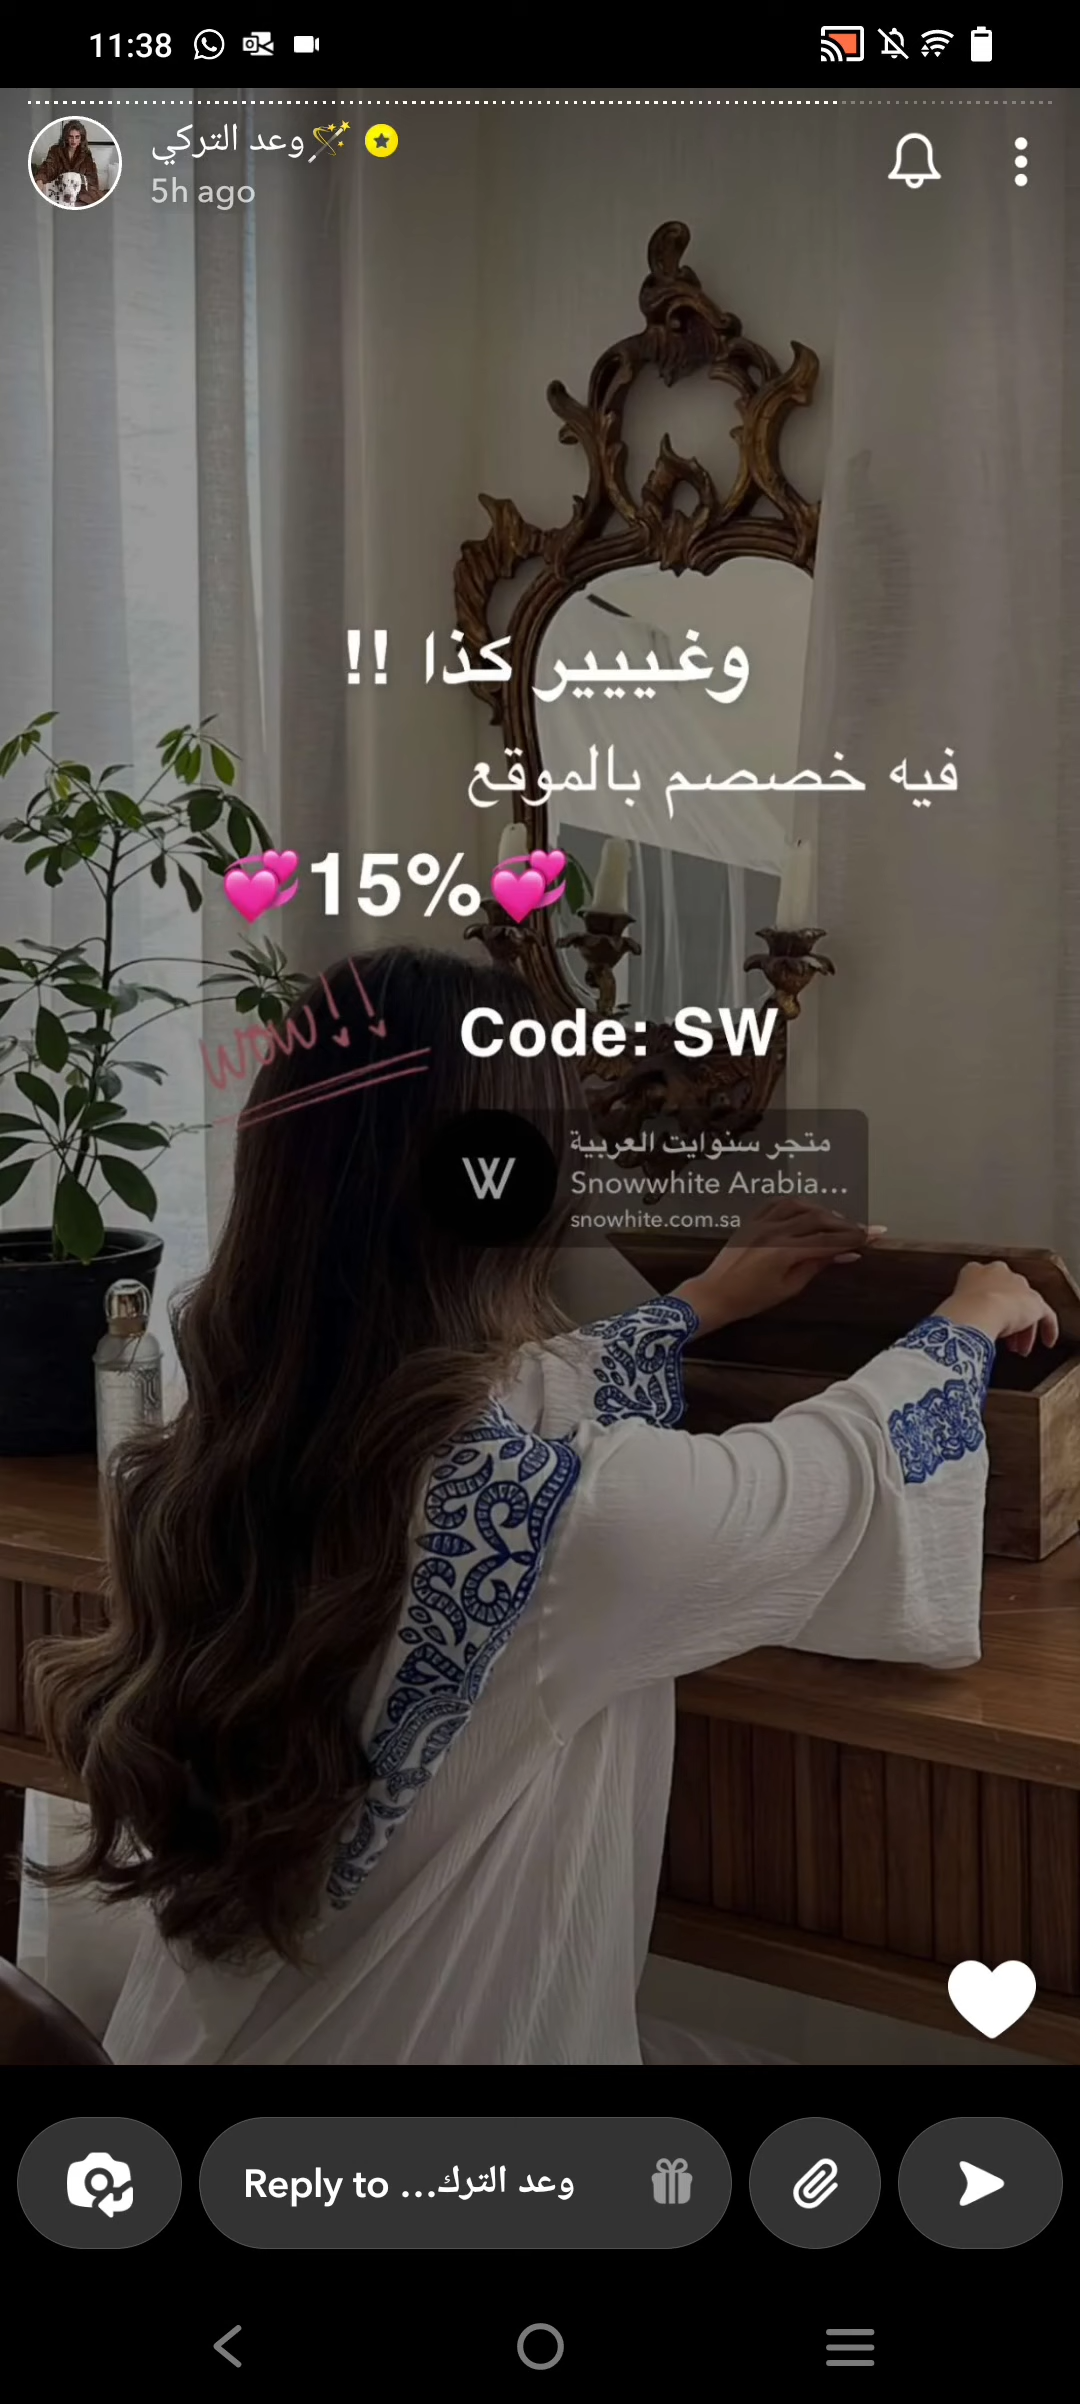 11:38
وعد التركي
5h ago
وغييير كذا !!
فيه خصصم بالموقع
15%
wow!!
Code: SW
W
متجر سنوايت العربية
Snowwhite Arabia...
snowhite.com.sa
Reply to وعد الترك...